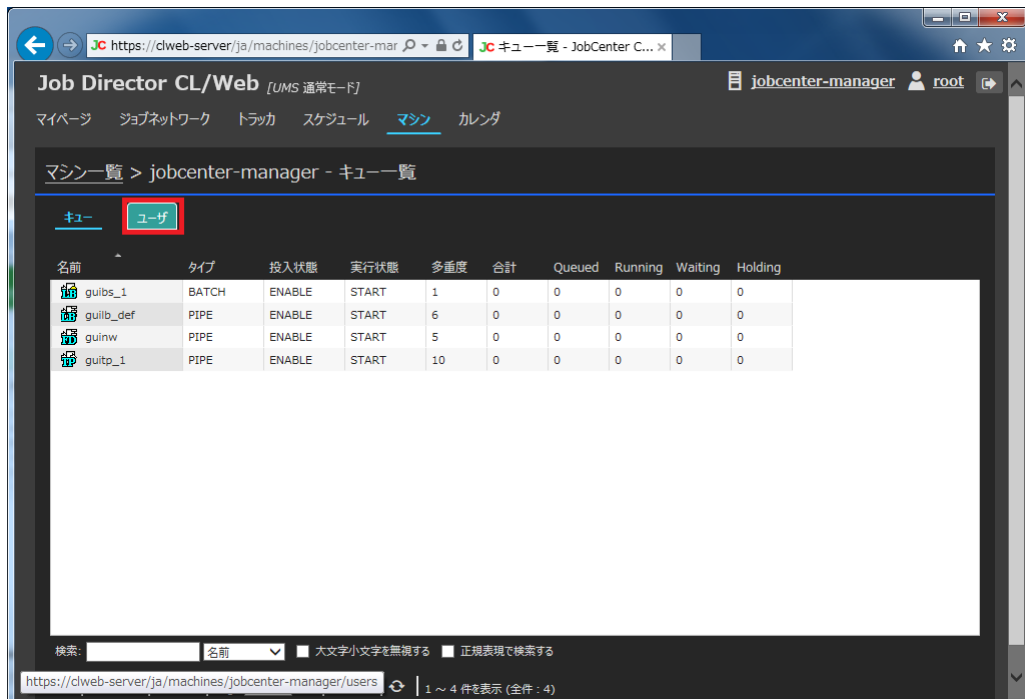 JC https://clweb-server/ja/machines/jobcenter-mar
JC キュー一覧 - JobCenter C... ×
Job Director CL/Web [UMS 通常モード]
jobcenter-manager root
マイページ ジョブネットワーク トラッカ スケジュール マシン カレンダ
マシン一覧 > jobcenter-manager - キュー一覧
キュー ユーザ
名前 タイプ 投入状態 実行状態 多重度 合計 Queued Running Waiting Holding
guibs_1 BATCH ENABLE START 1 0 0 0 0 0
guilb_def PIPE ENABLE START 6 0 0 0 0 0
guinw PIPE ENABLE START 5 0 0 0 0 0
guitp_1 PIPE ENABLE START 10 0 0 0 0 0
検索: 名前 大文字小文字を無視する 正規表現で検索する
https://clweb-server/ja/machines/jobcenter-manager/users
1 ~ 4 件を表示 (全件 : 4)